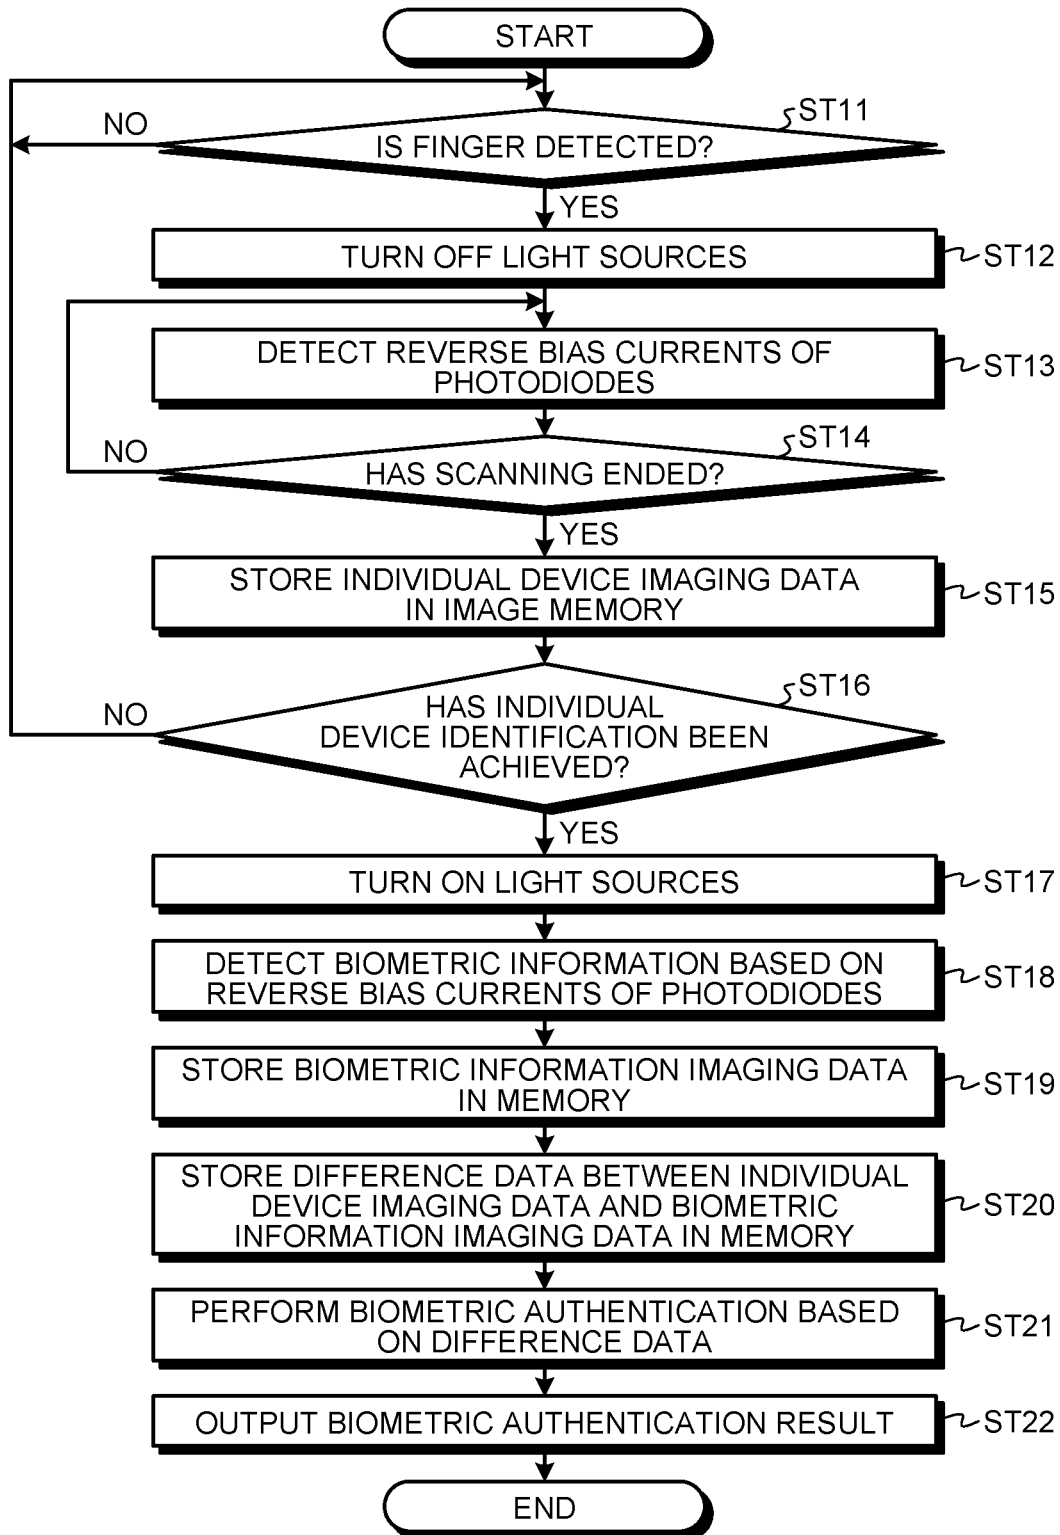 START
NO
ST11
IS FINGER DETECTED?
YES
TURN OFF LIGHT SOURCES
ST12
DETECT REVERSE BIAS CURRENTS OF
PHOTODIODES
ST13
NO
ST14
HAS SCANNING ENDED?
YES
STORE INDIVIDUAL DEVICE IMAGING DATA
IN IMAGE MEMORY
ST15
NO
ST16
HAS INDIVIDUAL
DEVICE IDENTIFICATION BEEN
ACHIEVED?
YES
TURN ON LIGHT SOURCES
ST17
DETECT BIOMETRIC INFORMATION BASED ON
REVERSE BIAS CURRENTS OF PHOTODIODES
ST18
STORE BIOMETRIC INFORMATION IMAGING DATA
IN MEMORY
ST19
STORE DIFFERENCE DATA BETWEEN INDIVIDUAL
DEVICE IMAGING DATA AND BIOMETRIC
INFORMATION IMAGING DATA IN MEMORY
ST20
PERFORM BIOMETRIC AUTHENTICATION BASED
ON DIFFERENCE DATA
ST21
OUTPUT BIOMETRIC AUTHENTICATION RESULT
ST22
END